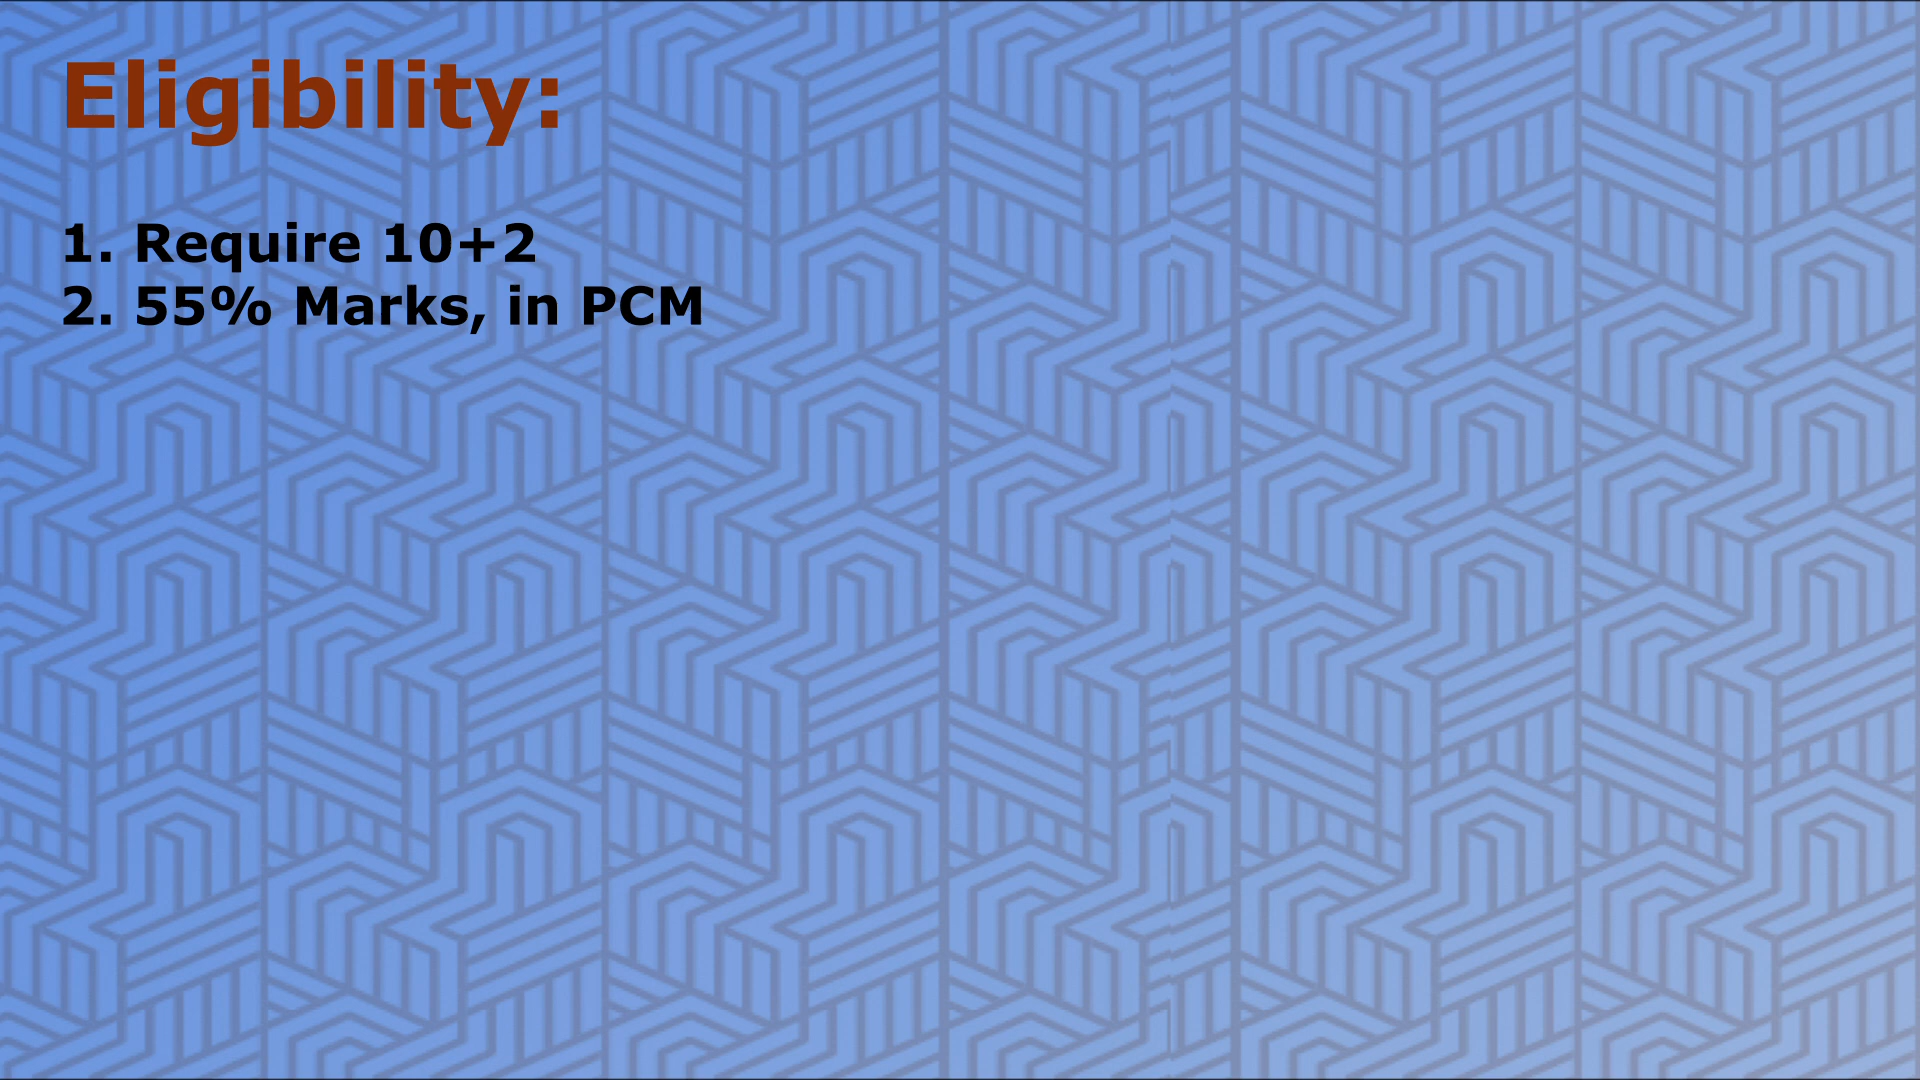 Eligibility:
1. Require 10+2
2. 55% Marks, in PCM